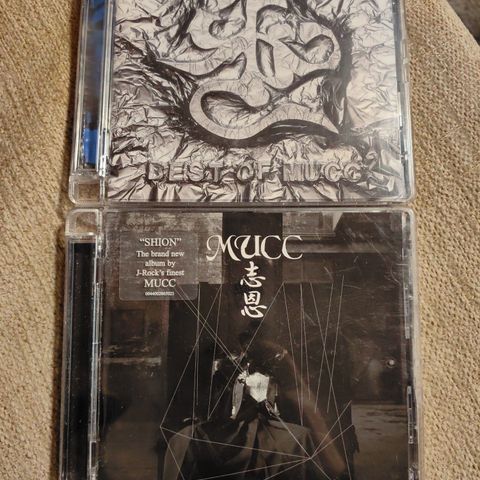 BEST OF MUCC
"SHION"
The brand new
album by
J-Rock's finest
MUCC
MUCC
志恩